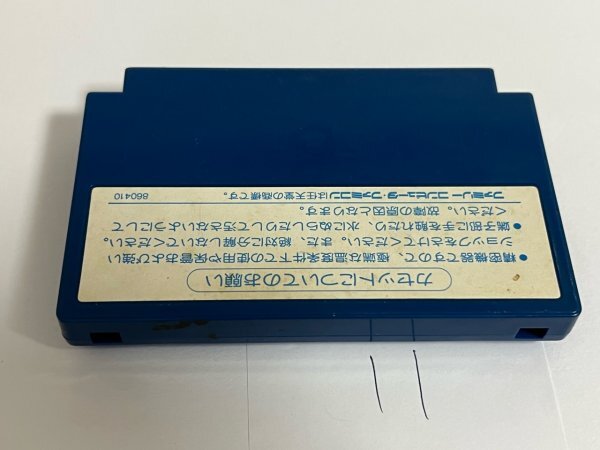 カセットについてのお願い
● 精密機器ですので、極端な温度条件下での使用や保管および強い
ショックをさけてください。また、絶対に分解しないでください。
● 端子部に手を触れたり、水にぬらしたりして汚さないようにして
ください。故障の原因となります。
ファミリーコンピュータ・ファミコンは任天堂の商標です。
860410